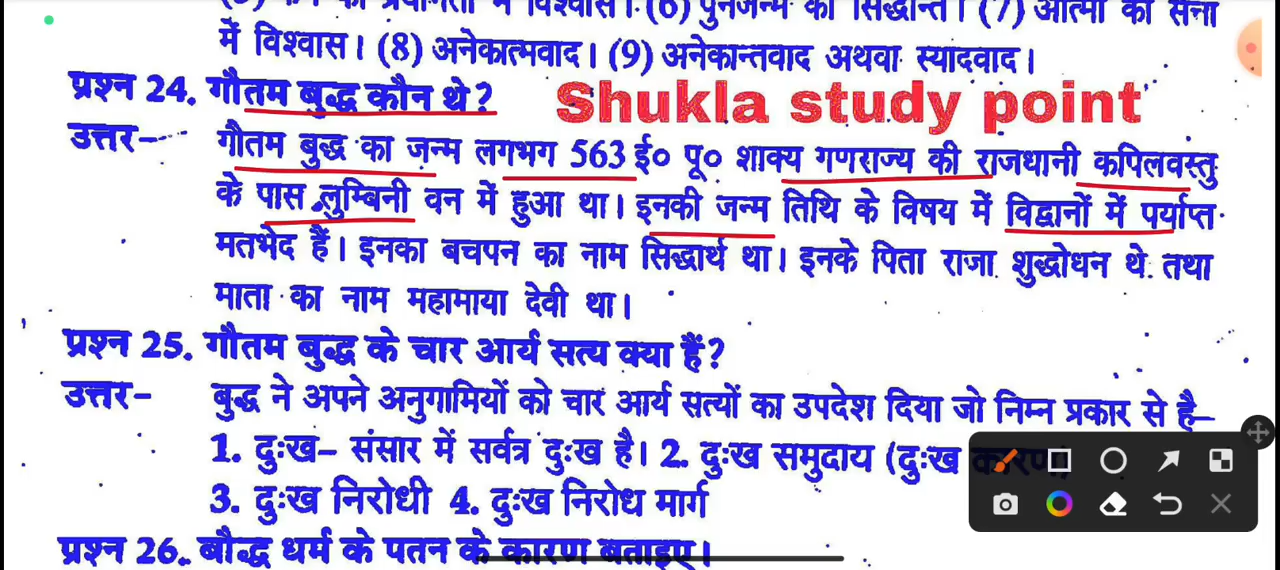 में विश्वास। (8) अनेकात्मवाद। (9) अनेकान्तवाद अथवा स्यादवाद।
प्रश्न 24. गौतम बुद्ध कौन थे?
Shukla study point
उत्तर- गौतम बुद्ध का जन्म लगभग 563 ई० पू० शाक्य गणराज्य की राजधानी कपिलवस्तु
के पास लुम्बिनी वन में हुआ था। इनकी जन्म तिथि के विषय में विद्वानों में पर्याप्त
मतभेद हैं। इनका बचपन का नाम सिद्धार्थ था। इनके पिता राजा शुद्धोधन थे तथा
माता का नाम महामाया देवी था।
प्रश्न 25. गौतम बुद्ध के चार आर्य सत्य क्या हैं?
उत्तर- बुद्ध ने अपने अनुगामियों को चार आर्य सत्यों का उपदेश दिया जो निम्न प्रकार से है-
1. दुःख- संसार में सर्वत्र दुःख है। 2. दुःख समुदाय (दुःख कारण)
3. दुःख निरोधी 4. दुःख निरोध मार्ग
प्रश्न 26. बौद्ध धर्म के पतन के कारण बताइए।